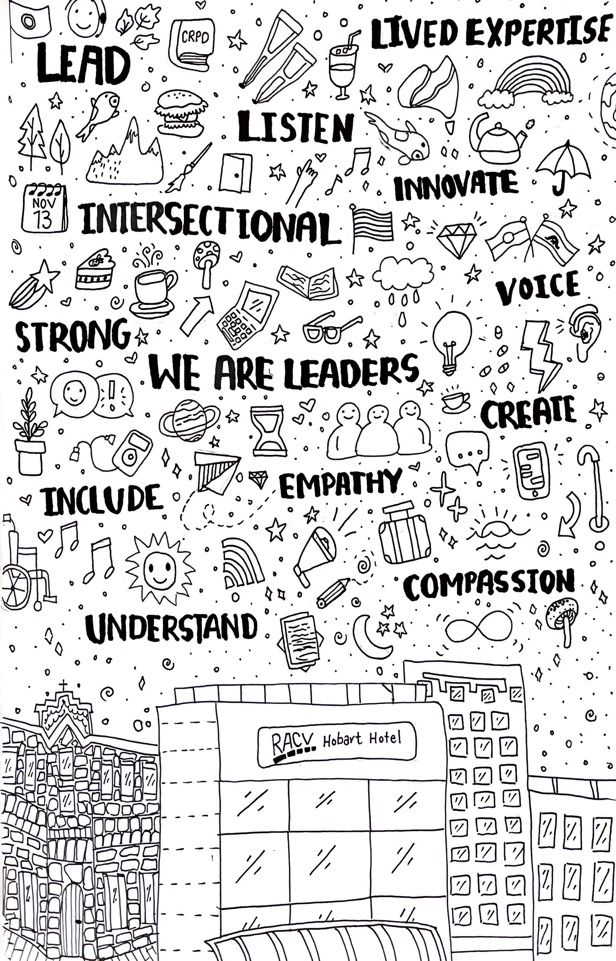 CRPD
LIVED EXPERTISE
LEAD
LISTEN
INNOVATE
NOV
13
INTERSECTIONAL
VOICE
STRONG
WE ARE LEADERS
CREATE
INCLUDE
EMPATHY
COMPASSION
UNDERSTAND
RACV Hobart Hotel